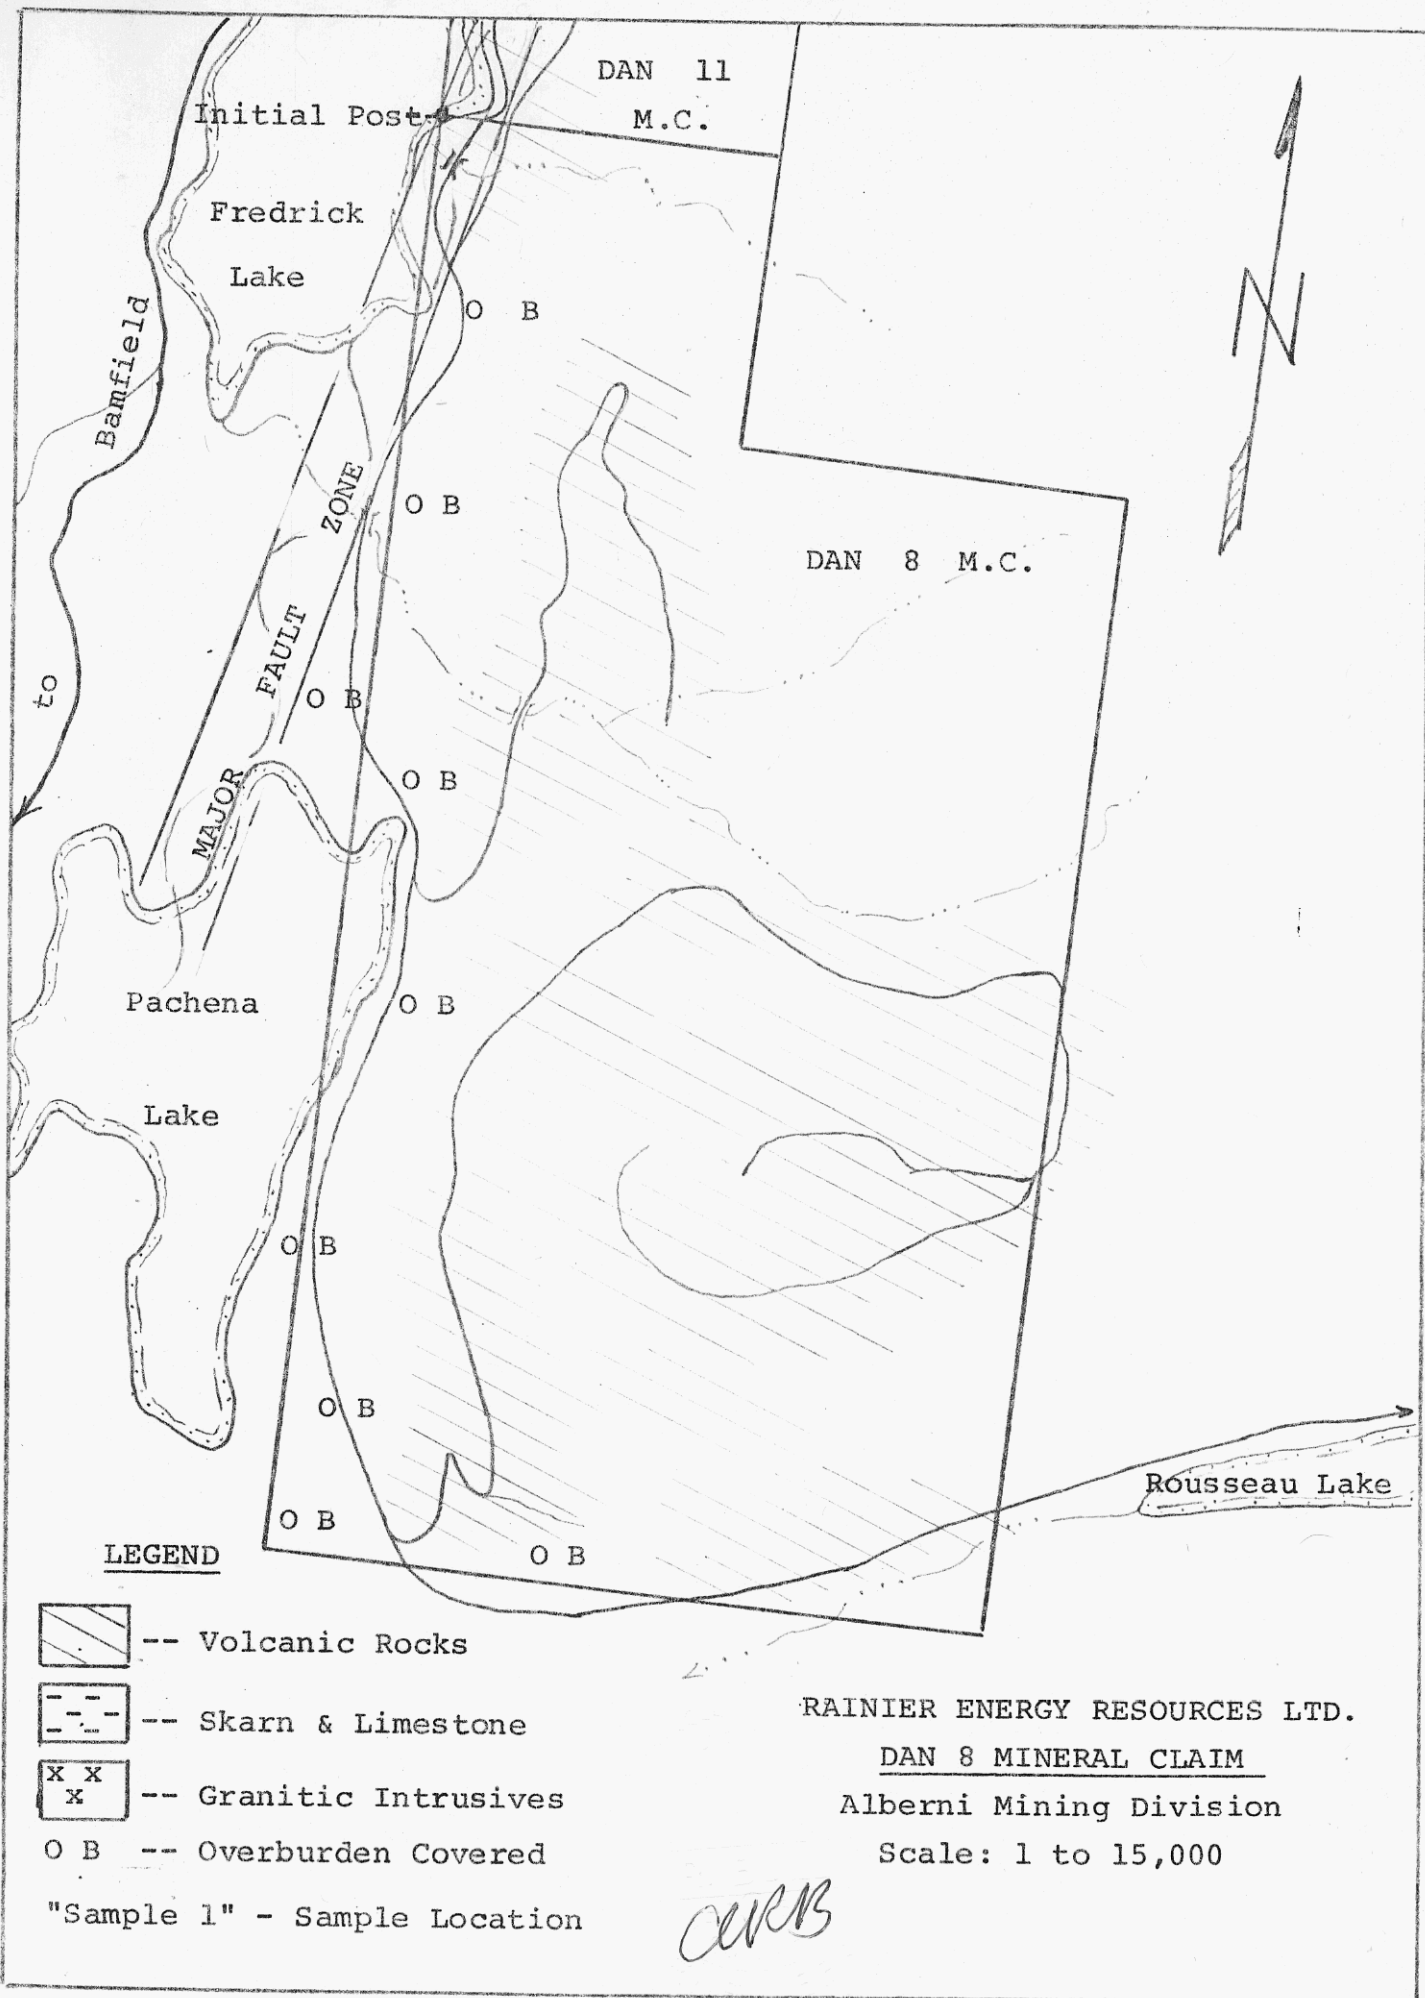 DAN 11
M.C.
Initial Post
Fredrick
Lake
N
Bamfield
to
O B
ZONE
O B
FAULT
DAN 8 M.C.
O B
O B
MAJOR
Pachena
O B
Lake
O B
O B
Rousseau Lake
O B
O B
LEGEND
-- Volcanic Rocks
-- Skarn & Limestone
x x
x
-- Granitic Intrusives
O B -- Overburden Covered
"Sample 1" - Sample Location
RAINIER ENERGY RESOURCES LTD.
DAN 8 MINERAL CLAIM
Alberni Mining Division
Scale: 1 to 15,000